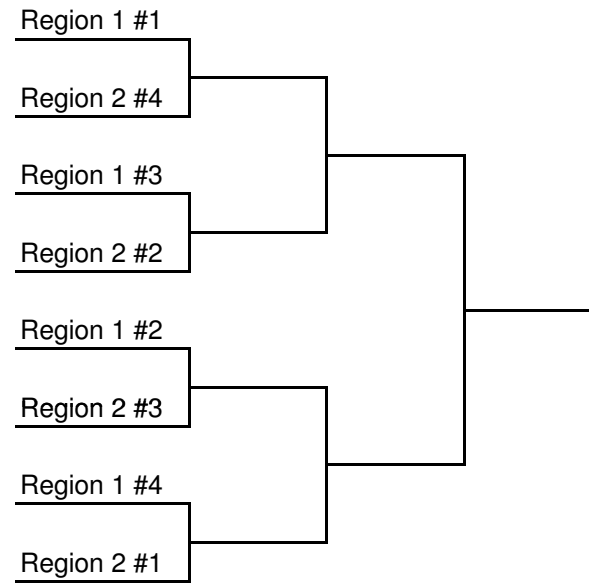 Region 1 #1
Region 2 #4
Region 1 #3
Region 2 #2
Region 1 #2
Region 2 #3
Region 1 #4
Region 2 #1